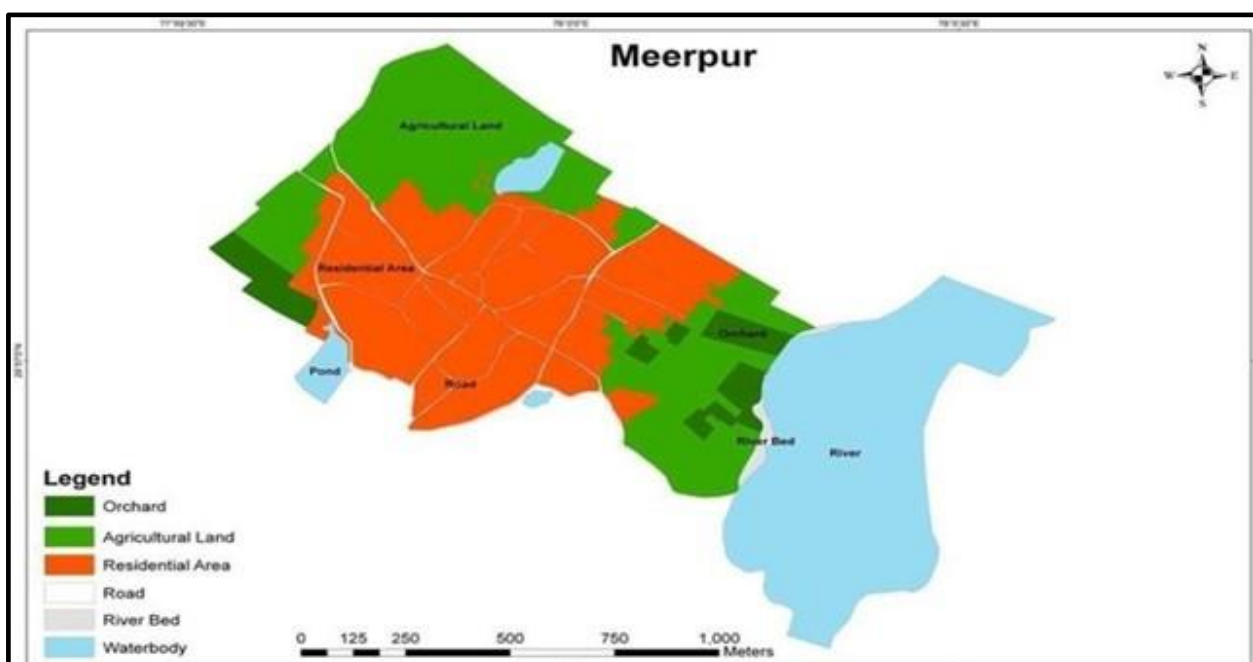 Meerpur
N
W E
S
Agricultural Land
Residential Area
Orchard
Pond
Road
River Bed
River
Legend
Orchard
Agricultural Land
Residential Area
Road
River Bed
Waterbody
0 125 250 500 750 1,000
Meters